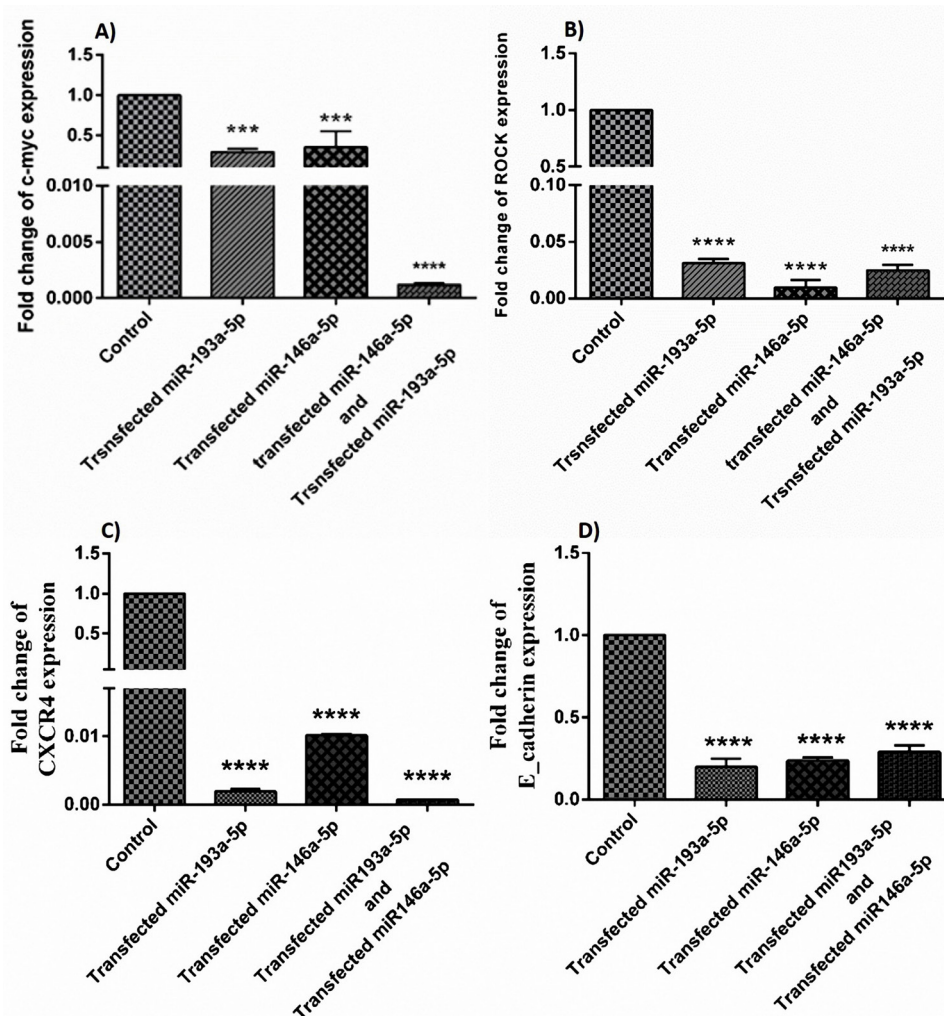 A)
Fold change of c-myc expression
1.5
1.0
0.5
0.010
0.005
0.000
***
***
****
Control
Trsnsfected miR-193a-5p
Transfected miR-146a-5p
transfected miR-146a-5p
and
Trsnsfected miR-193a-5p
B)
Fold change of ROCK expression
1.5
1.0
0.5
0.10
0.05
0.00
****
****
****
Control
Trsnsfected miR-193a-5p
Transfected miR-146a-5p
transfected miR-146a-5p
and
Trsnsfected miR-193a-5p
C)
Fold change of
CXCR4 expression
1.5
1.0
0.5
0.01
0.00
****
****
****
Control
Transfected miR-193a-5p
Transfected miR-146a-5p
Transfected miR193a-5p
and
Transfected miR146a-5p
D)
Fold change of
E_cadherin expression
1.5
1.0
0.5
0.0
****
****
****
Control
Transfected miR-193a-5p
Transfected miR-146a-5p
Transfected miR193a-5p
and
Transfected miR146a-5p